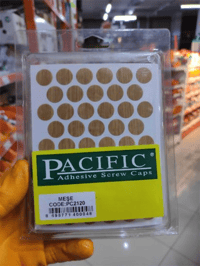 PACIFIC®
Adhesive Screw Caps
MEŞE
CODE:PC2120